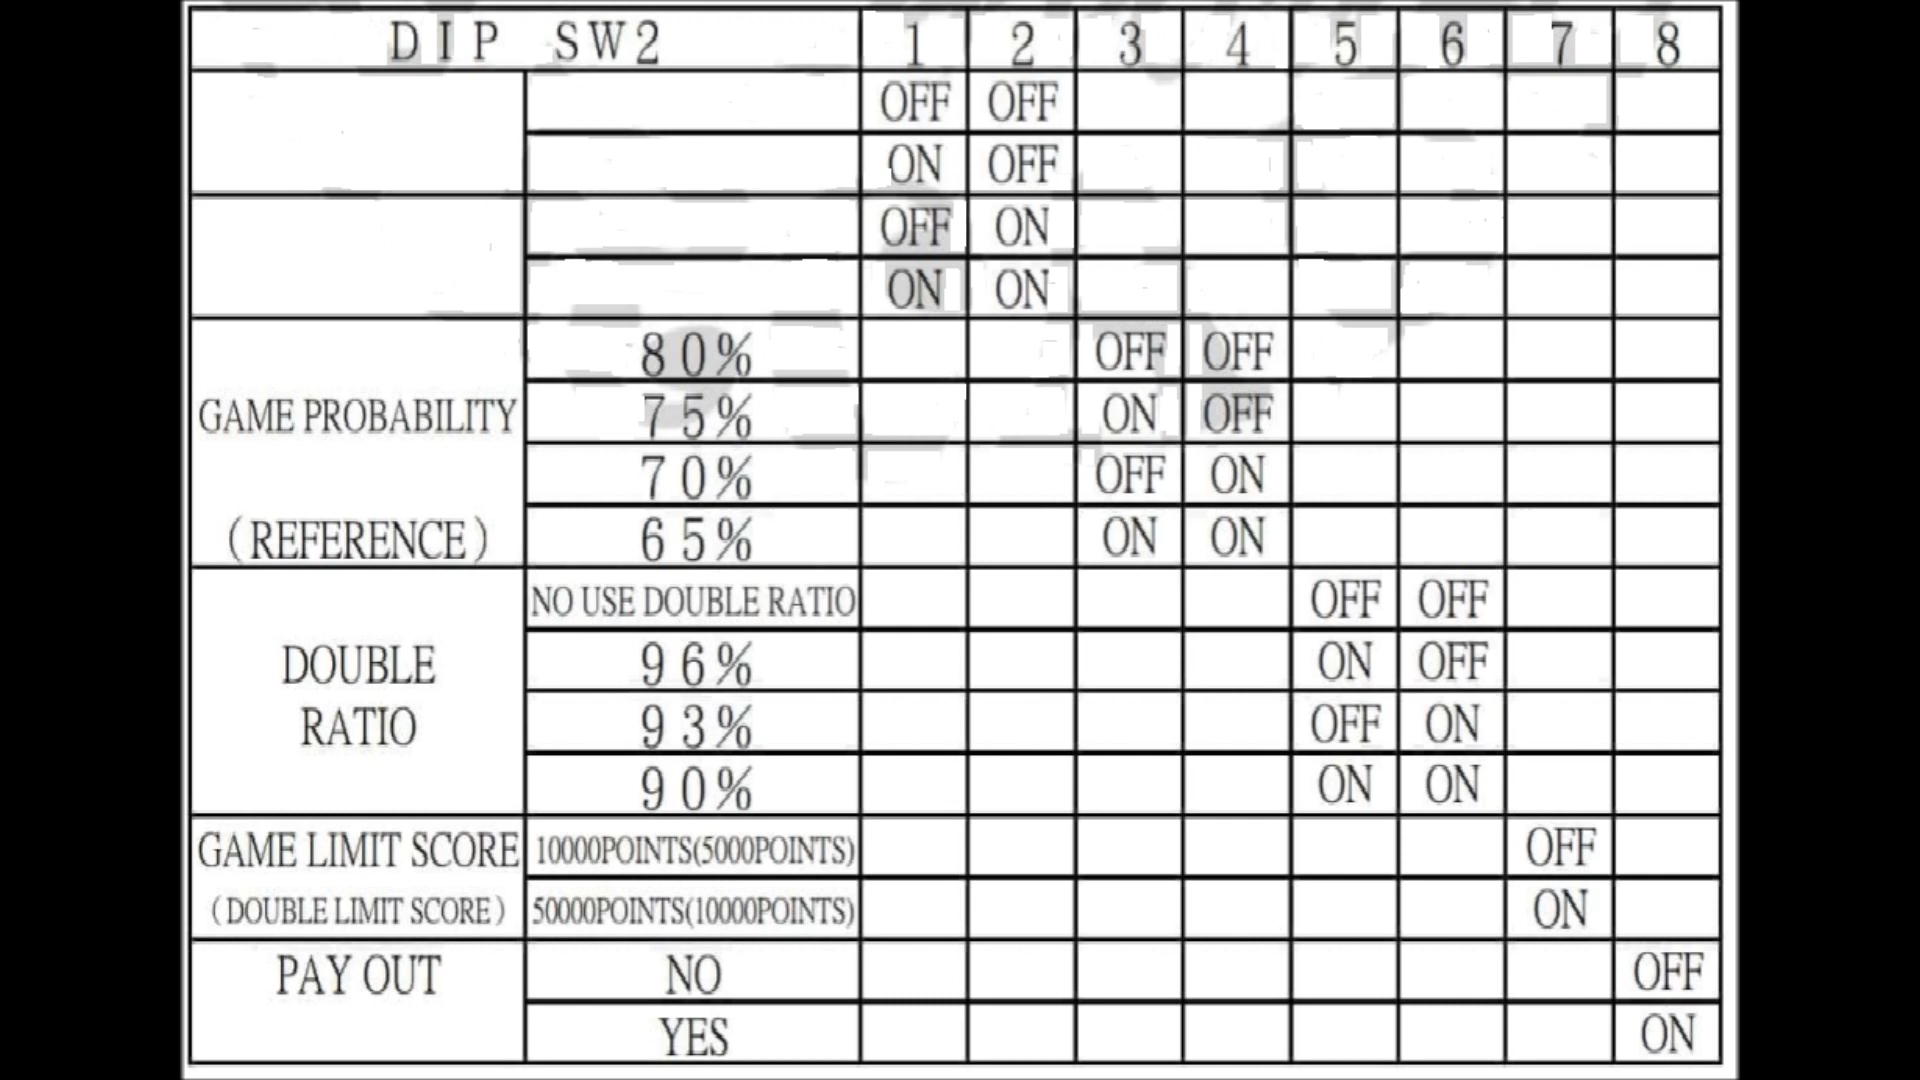 DIP SW2 1 2 3 4 5 6 7 8
OFF OFF
ON OFF
OFF ON
ON ON
80% OFF OFF
GAME PROBABILITY 75% ON OFF
70% OFF ON
(REFERENCE) 65% ON ON
NO USE DOUBLE RATIO OFF OFF
DOUBLE 96% ON OFF
RATIO 93% OFF ON
90% ON ON
GAME LIMIT SCORE 10000POINTS(5000POINTS) OFF
(DOUBLE LIMIT SCORE) 50000POINTS(10000POINTS) ON
PAY OUT NO OFF
YES ON